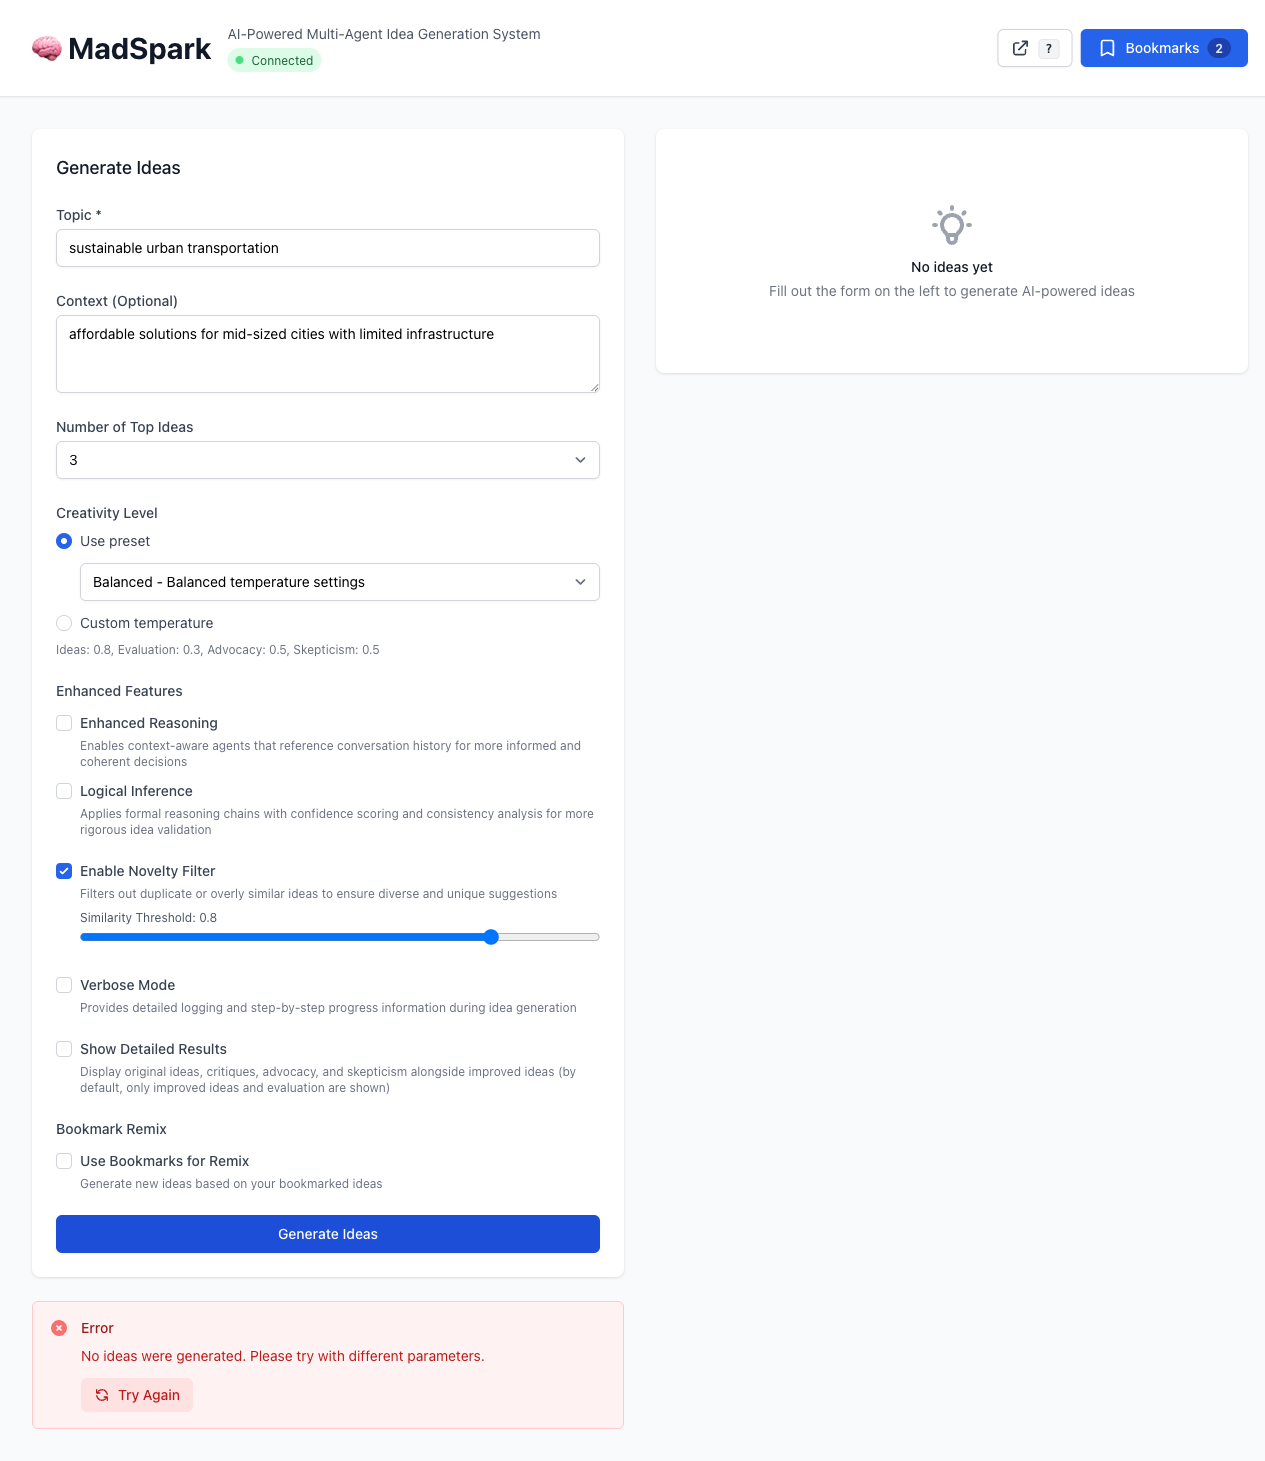 MadSpark
AI-Powered Multi-Agent Idea Generation System
Connected
?
Bookmarks 2
Generate Ideas
Topic *
sustainable urban transportation
Context (Optional)
affordable solutions for mid-sized cities with limited infrastructure
Number of Top Ideas
3
Creativity Level
Use preset
Balanced - Balanced temperature settings
Custom temperature
Ideas: 0.8, Evaluation: 0.3, Advocacy: 0.5, Skepticism: 0.5
Enhanced Features
Enhanced Reasoning
Enables context-aware agents that reference conversation history for more informed and
coherent decisions
Logical Inference
Applies formal reasoning chains with confidence scoring and consistency analysis for more
rigorous idea validation
Enable Novelty Filter
Filters out duplicate or overly similar ideas to ensure diverse and unique suggestions
Similarity Threshold: 0.8
Verbose Mode
Provides detailed logging and step-by-step progress information during idea generation
Show Detailed Results
Display original ideas, critiques, advocacy, and skepticism alongside improved ideas (by
default, only improved ideas and evaluation are shown)
Bookmark Remix
Use Bookmarks for Remix
Generate new ideas based on your bookmarked ideas
Generate Ideas
Error
No ideas were generated. Please try with different parameters.
Try Again
No ideas yet
Fill out the form on the left to generate AI-powered ideas